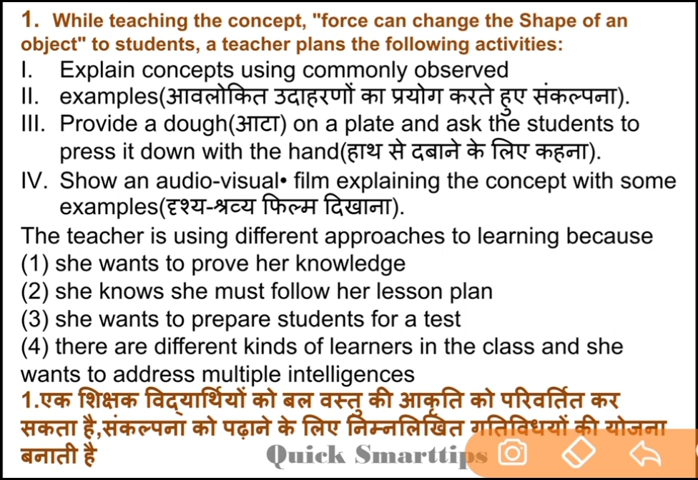 1. While teaching the concept, "force can change the Shape of an
object" to students, a teacher plans the following activities:
I. Explain concepts using commonly observed
II. examples(आवलोकित उदाहरणों का प्रयोग करते हुए संकल्पना).
III. Provide a dough(आटा) on a plate and ask the students to
press it down with the hand(हाथ से दबाने के लिए कहना).
IV. Show an audio-visual• film explaining the concept with some
examples(दृश्य-श्रव्य फिल्म दिखाना).
The teacher is using different approaches to learning because
(1) she wants to prove her knowledge
(2) she knows she must follow her lesson plan
(3) she wants to prepare students for a test
(4) there are different kinds of learners in the class and she
wants to address multiple intelligences
1.एक शिक्षक विद्यार्थियों को बल वस्तु की आकृति को परिवर्तित कर
सकता है,संकल्पना को पढ़ाने के लिए निम्नलिखित गतिविधयों की योजना
बनाती है
Quick Smarttips